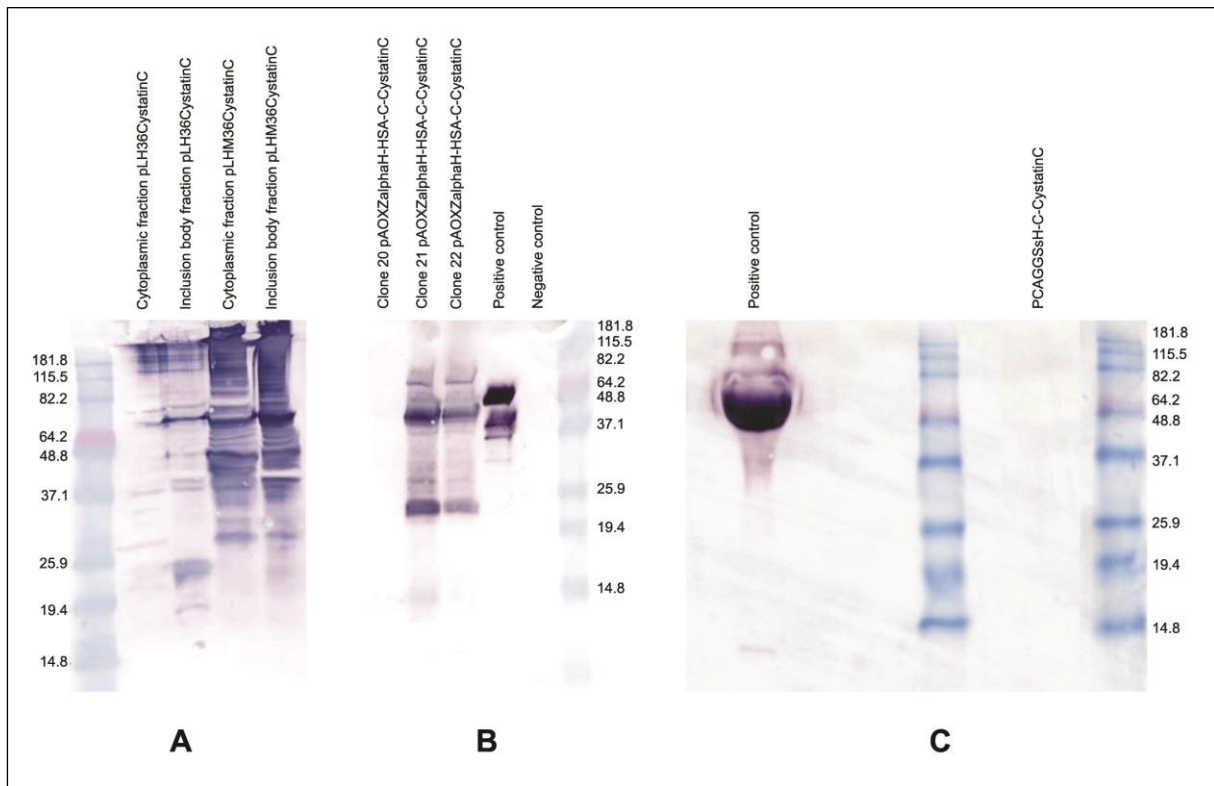 Cytoplasmic fraction pLH36CystatinC
Inclusion body fraction pLH36CystatinC
Cytoplasmic fraction pLHM36CystatinC
Inclusion body fraction pLHM36CystatinC
181.8
115.5
82.2
64.2
48.8
37.1
25.9
19.4
14.8
A
Clone 20 pAOXZalphaH-HSA-C-CystatinC
Clone 21 pAOXZalphaH-HSA-C-CystatinC
Clone 22 pAOXZalphaH-HSA-C-CystatinC
Positive control
Negative control
181.8
115.5
82.2
64.2
48.8
37.1
25.9
19.4
14.8
B
Positive control
PCAGGSsH-C-CystatinC
181.8
115.5
82.2
64.2
48.8
37.1
25.9
19.4
14.8
C